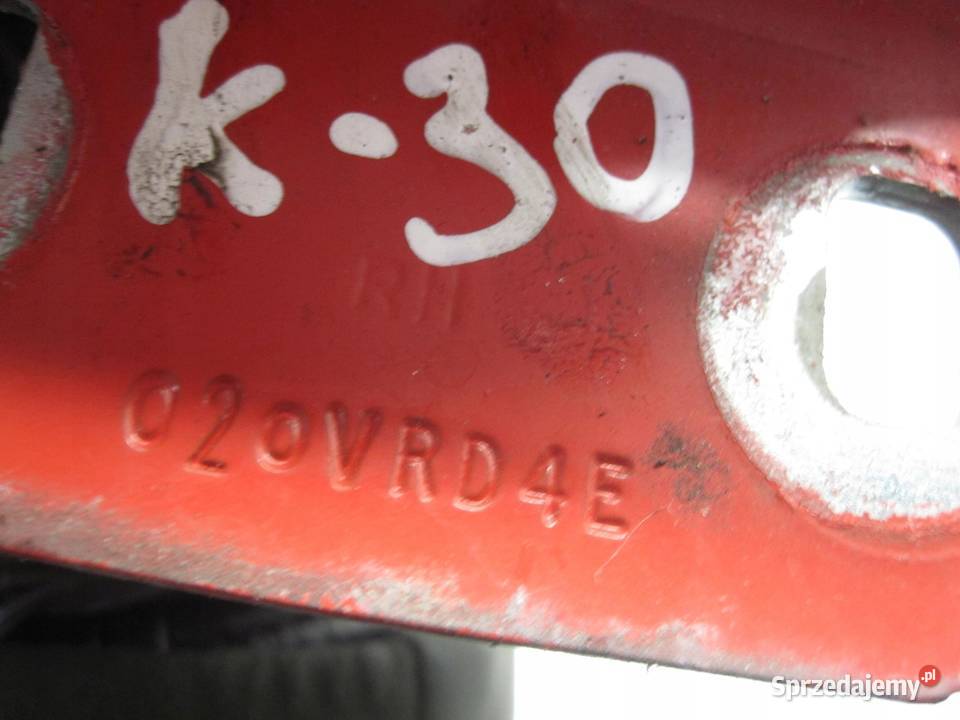 K-30
RH
020VRD4E
Sprzedajemy.pl